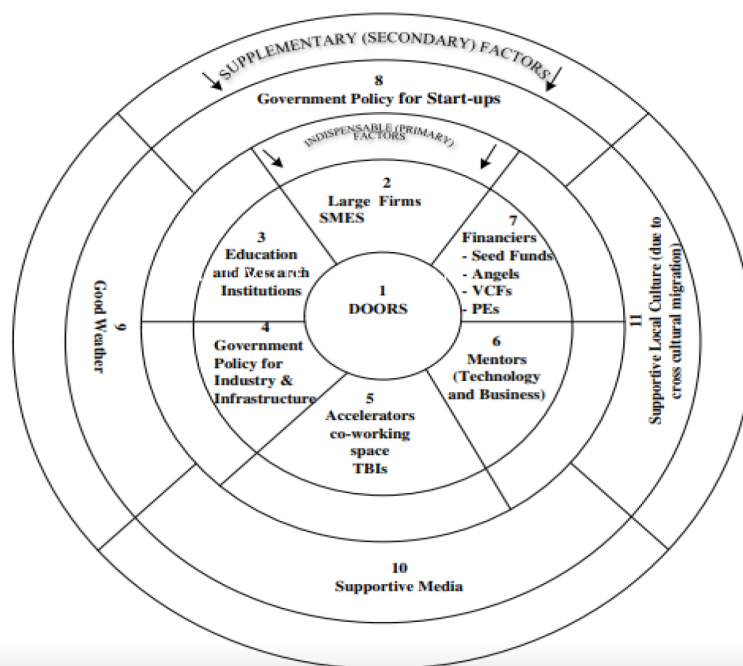 SUPPLEMENTARY (SECONDARY) FACTORS
8
Government Policy for Start-ups
INDISPENSABLE (PRIMARY)
FACTORS
2
Large Firms
SMES
3
Education
and Research
Institutions
7
Financiers
- Seed Funds
- Angels
- VCFs
- PEs
1
DOORS
4
Government
Policy for
Industry &
Infrastructure
6
Mentors
(Technology
and Business)
5
Accelerators
co-working
space
TBIs
9
Good Weather
11
Supportive Local Culture (due to
cross cultural migration)
10
Supportive Media